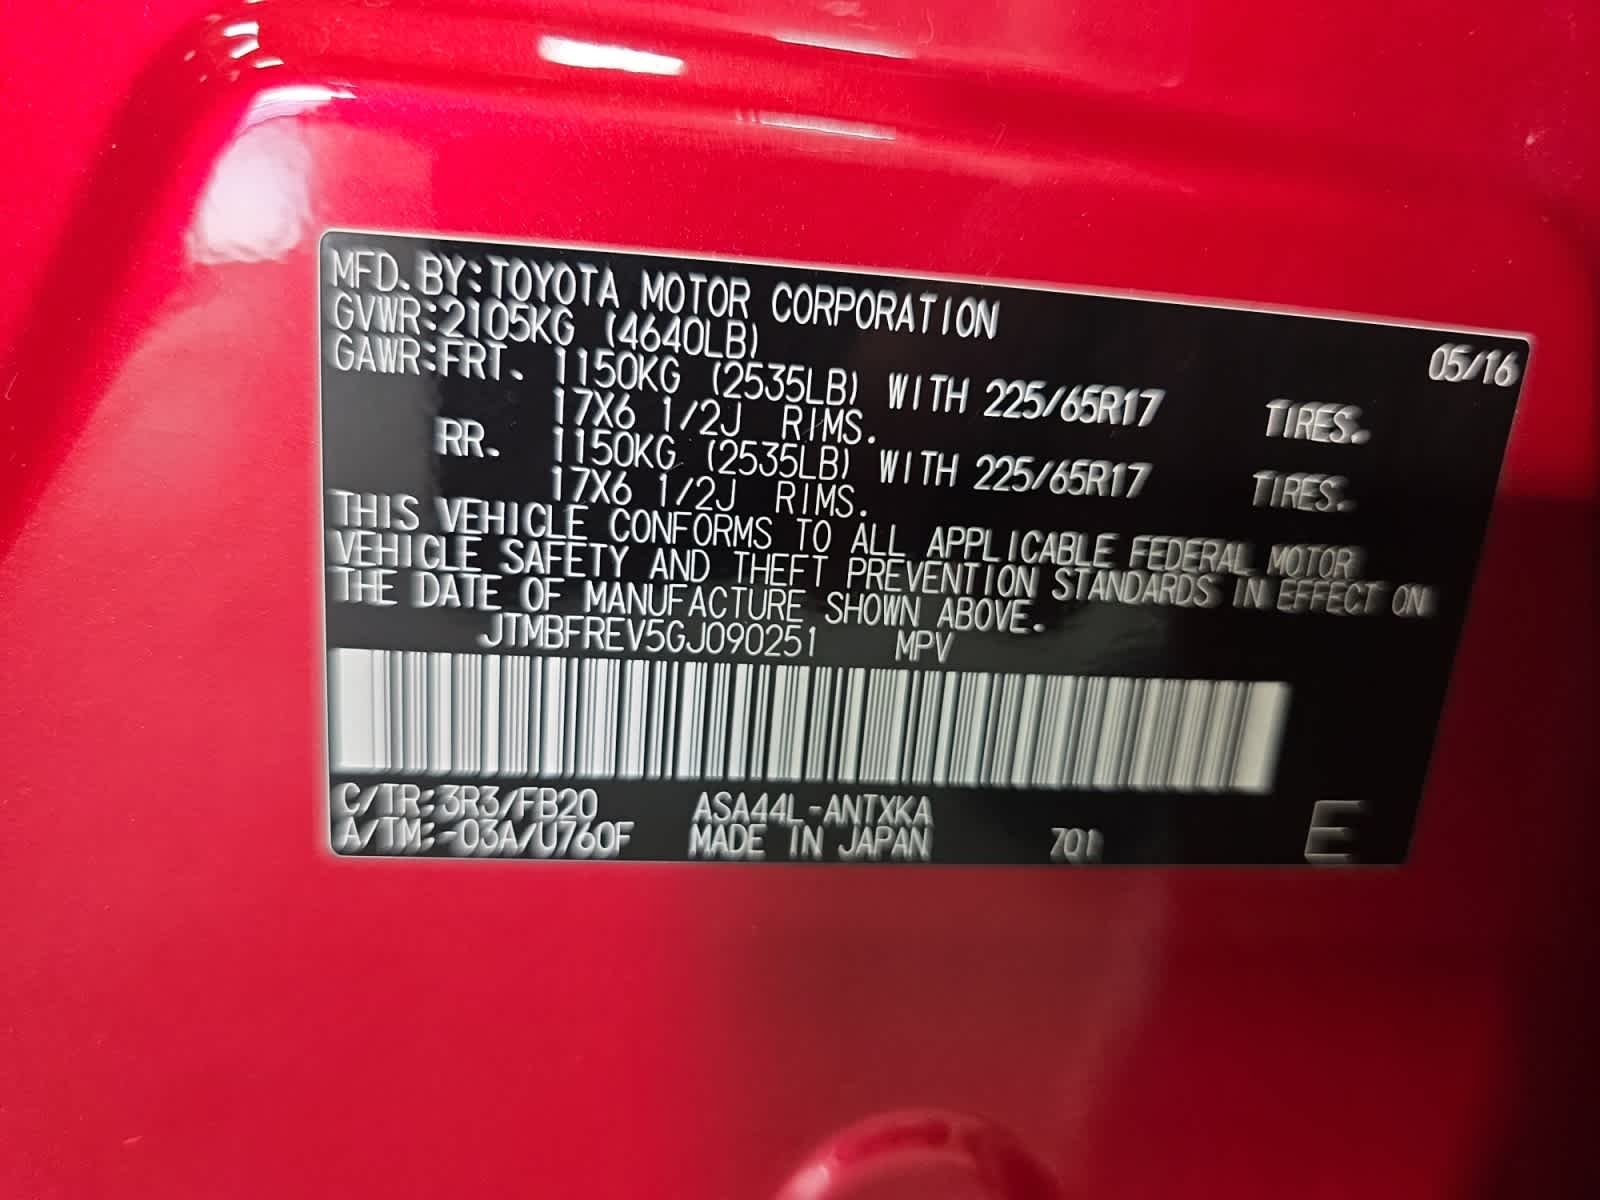 MFD. BY:TOYOTA MOTOR CORPORATION 05/16
GVWR:2105KG (4640LB)
GAWR:FRT. 1150KG (2535LB) WITH 225/65R17 TIRES.
17X6 1/2J RIMS.
RR. 1150KG (2535LB) WITH 225/65R17 TIRES.
17X6 1/2J RIMS.
THIS VEHICLE CONFORMS TO ALL APPLICABLE FEDERAL MOTOR
VEHICLE SAFETY AND THEFT PREVENTION STANDARDS IN EFFECT ON
THE DATE OF MANUFACTURE SHOWN ABOVE.
JTMBFREV5GJ090251 MPV
C/TR:3R3/FB20 ASA44L-ANTXKA
A/TM:-03A/U760F MADE IN JAPAN 701 E